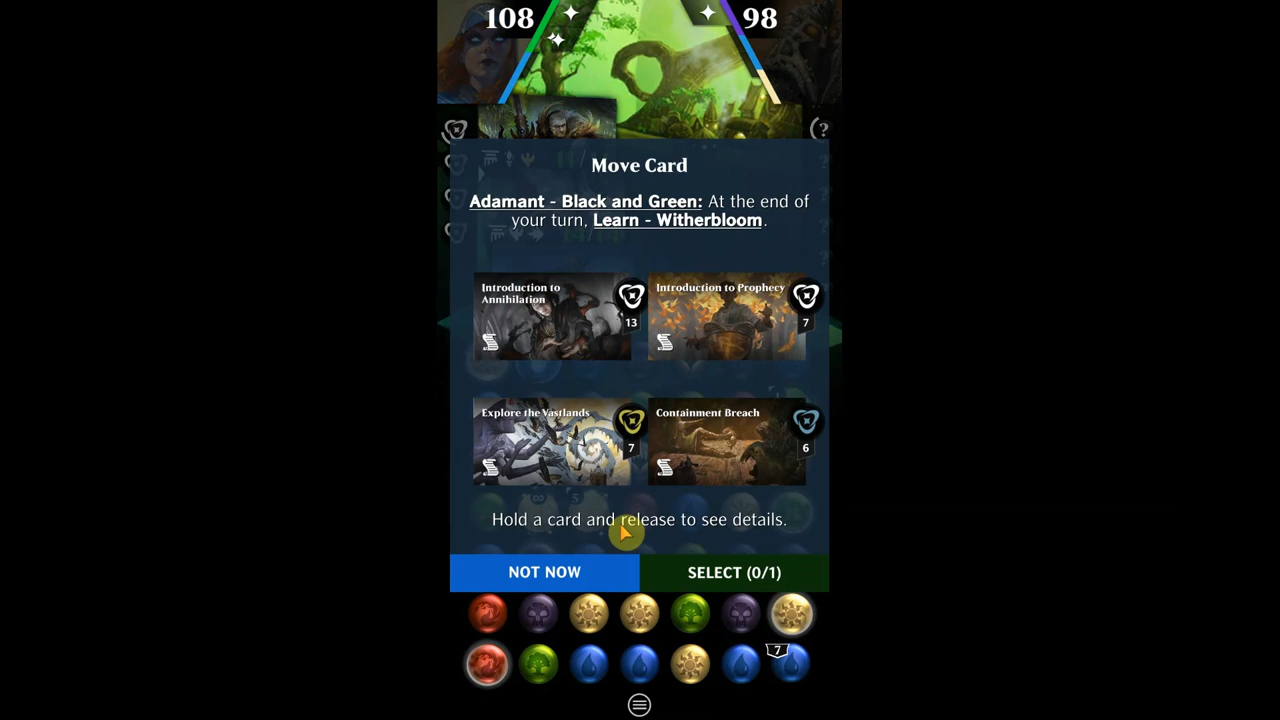 108
98
Move Card
Adamant - Black and Green: At the end of
your turn, Learn - Witherbloom.
Introduction to
Annihilation
13
Introduction to Prophecy
7
Explore the Vastlands
7
Containment Breach
6
5
Hold a card and release to see details.
NOT NOW
SELECT (0/1)
7